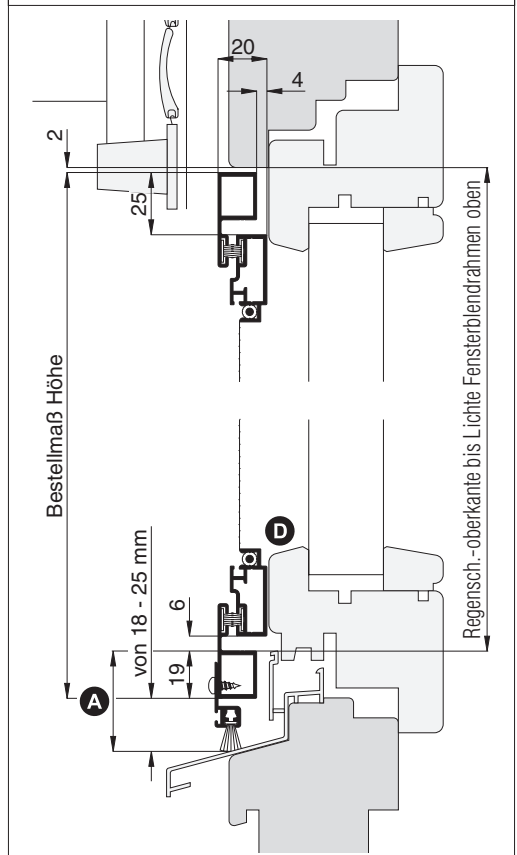 20
4
2
25
Bestellmaß Höhe
Regensch.-oberkante bis Lichte Fensterblendrahmen oben
D
von 18 - 25 mm
6
19
A